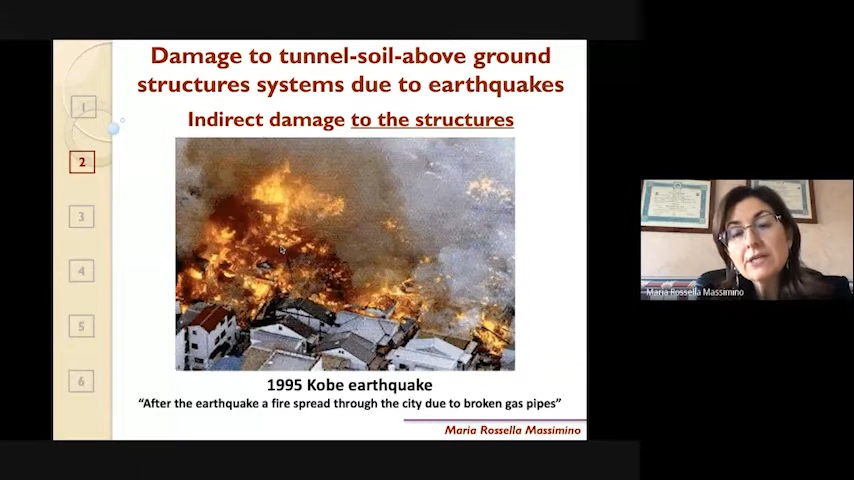 Damage to tunnel-soil-above ground
structures systems due to earthquakes
Indirect damage to the structures
1
2
3
4
5
6
1995 Kobe earthquake
“After the earthquake a fire spread through the city due to broken gas pipes”
Maria Rossella Massimino
Maria Rossella Massimino